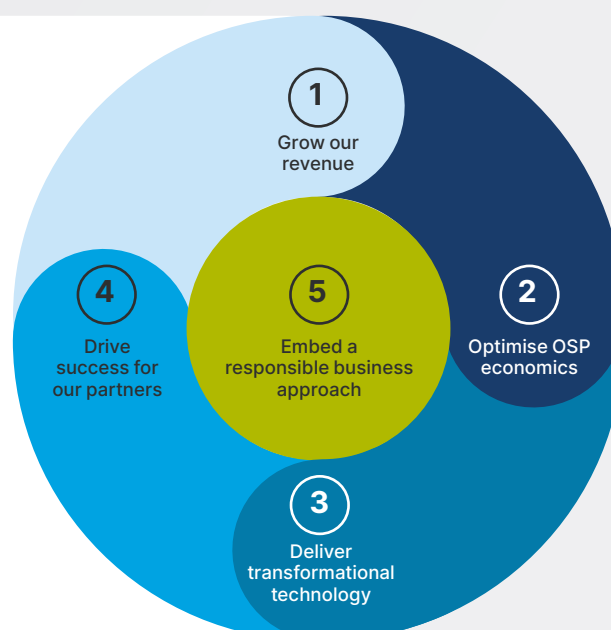 1
Grow our
revenue
2
Optimise OSP
economics
3
Deliver
transformational
technology
4
Drive
success for
our partners
5
Embed a
responsible business
approach